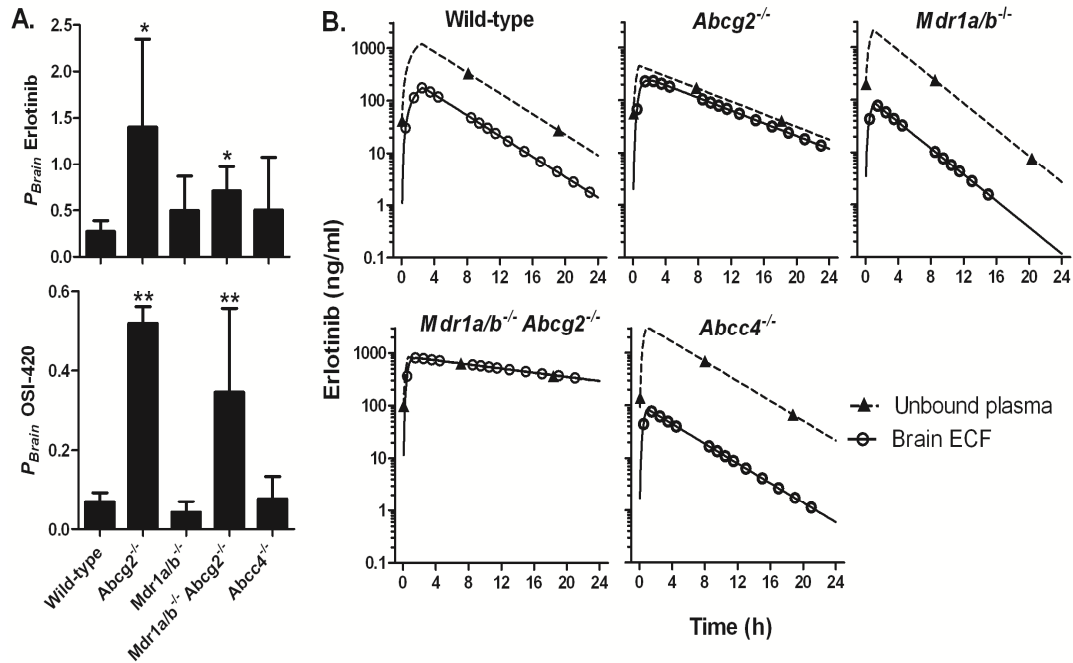 A.
P Brain Erlotinib
2.5
2.0
1.5
1.0
0.5
0.0
*
*
P Brain OSI-420
0.6
0.4
0.2
0.0
**
**
Wild-type
Abcg2-/-
Mdr1a/b-/-
Mdr1a/b-/- Abcg2-/-
Abcc4-/-
B.
Erlotinib (ng/ml)
Wild-type
1000
100
10
1
0.1
0 4 8 12 16 20 24
Abcg2-/-
0 4 8 12 16 20 24
Mdr1a/b-/-
0 4 8 12 16 20 24
Mdr1a/b-/- Abcg2-/-
1000
100
10
1
0.1
0 4 8 12 16 20 24
Abcc4-/-
0 4 8 12 16 20 24
Unbound plasma
Brain ECF
Time (h)